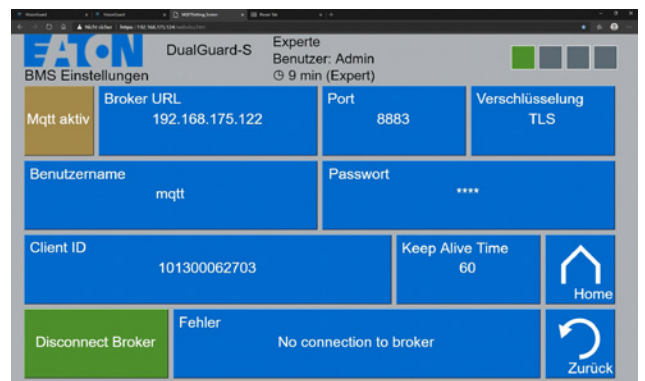 EATON
DualGuard-S
Experte
Benutzer: Admin
9 min (Expert)
BMS Einstellungen
Mqtt aktiv
Broker URL
192.168.175.122
Port
8883
Verschlüsselung
TLS
Benutzername
mqtt
Passwort
****
Client ID
101300062703
Keep Alive Time
60
Home
Disconnect Broker
Fehler
No connection to broker
Zurück